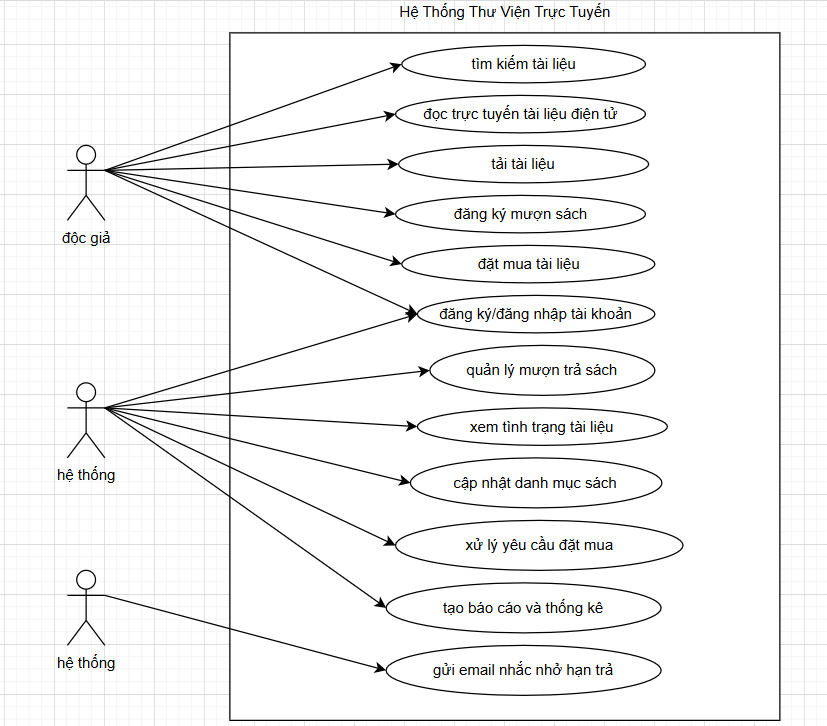 Hệ Thống Thư Viện Trực Tuyến
tìm kiếm tài liệu
đọc trực tuyến tài liệu điện tử
tải tài liệu
đăng ký mượn sách
độc giả
đặt mua tài liệu
đăng ký/đăng nhập tài khoản
quản lý mượn trả sách
xem tình trạng tài liệu
hệ thống
cập nhật danh mục sách
xử lý yêu cầu đặt mua
tạo báo cáo và thống kê
hệ thống
gửi email nhắc nhở hạn trả